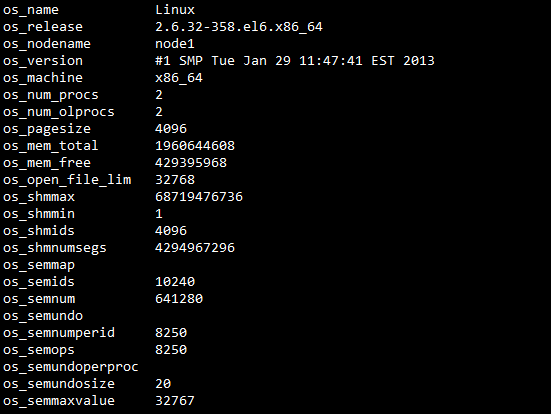 os_name Linux
os_release 2.6.32-358.el6.x86_64
os_nodename node1
os_version #1 SMP Tue Jan 29 11:47:41 EST 2013
os_machine x86_64
os_num_procs 2
os_num_olprocs 2
os_pagesize 4096
os_mem_total 1960644608
os_mem_free 429395968
os_open_file_lim 32768
os_shmmax 68719476736
os_shmmin 1
os_shmids 4096
os_shmnumsegs 4294967296
os_semmap
os_semids 10240
os_semnum 641280
os_semundo
os_semnumperid 8250
os_semops 8250
os_semundoperproc
os_semundosize 20
os_semmaxvalue 32767